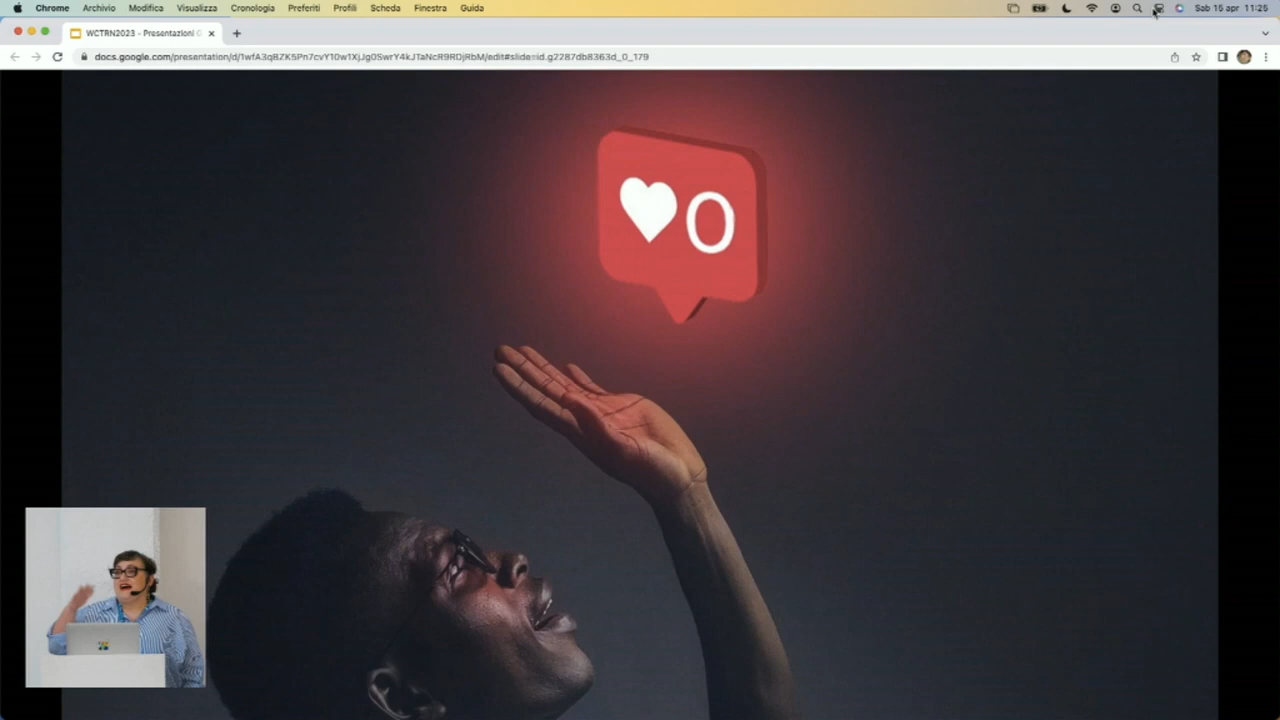 Chrome Archivio Modifica Visualizza Cronologia Preferiti Profili Scheda Finestra Guida Sab 15 apr 11:25
WCTRN2023 - Presentazioni
docs.google.com/presentation/d/1wfA3qBZK5Pn7cvY10w1XjJg0SwrY4kJTaNcR9RDjRbM/edit#slide=id.g2287db8363d_0_179
0